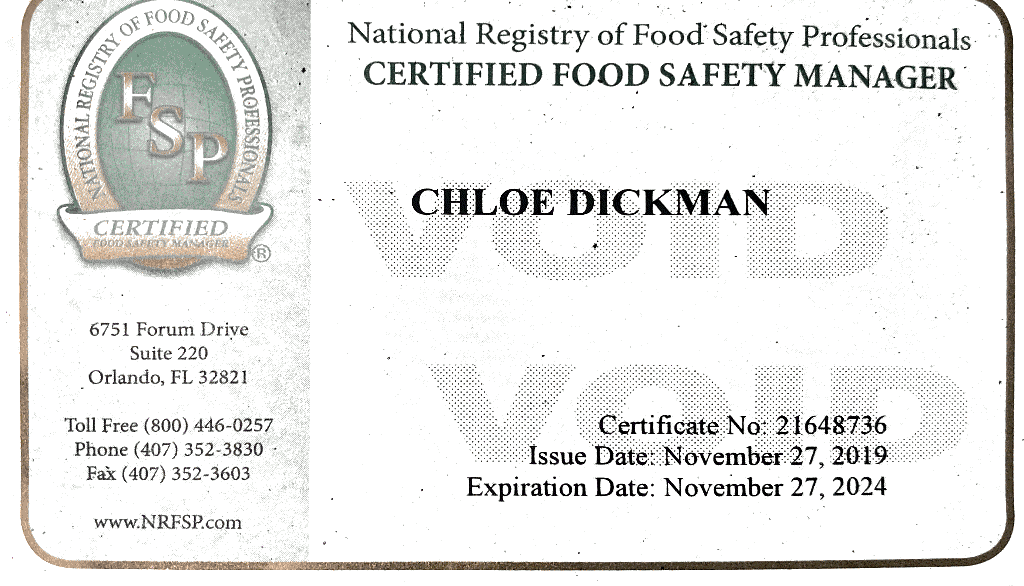 NATIONAL REGISTRY OF FOOD SAFETY PROFESSIONALS
FSP
CERTIFIED
FOOD SAFETY MANAGER
®
6751 Forum Drive
Suite 220
Orlando, FL 32821
Toll Free (800) 446-0257
Phone (407) 352-3830
Fax (407) 352-3603
www.NRFSP.com
National Registry of Food Safety Professionals
CERTIFIED FOOD SAFETY MANAGER
CHLOE DICKMAN
VOID
VOID
Certificate No: 21648736
Issue Date: November 27, 2019
Expiration Date: November 27, 2024